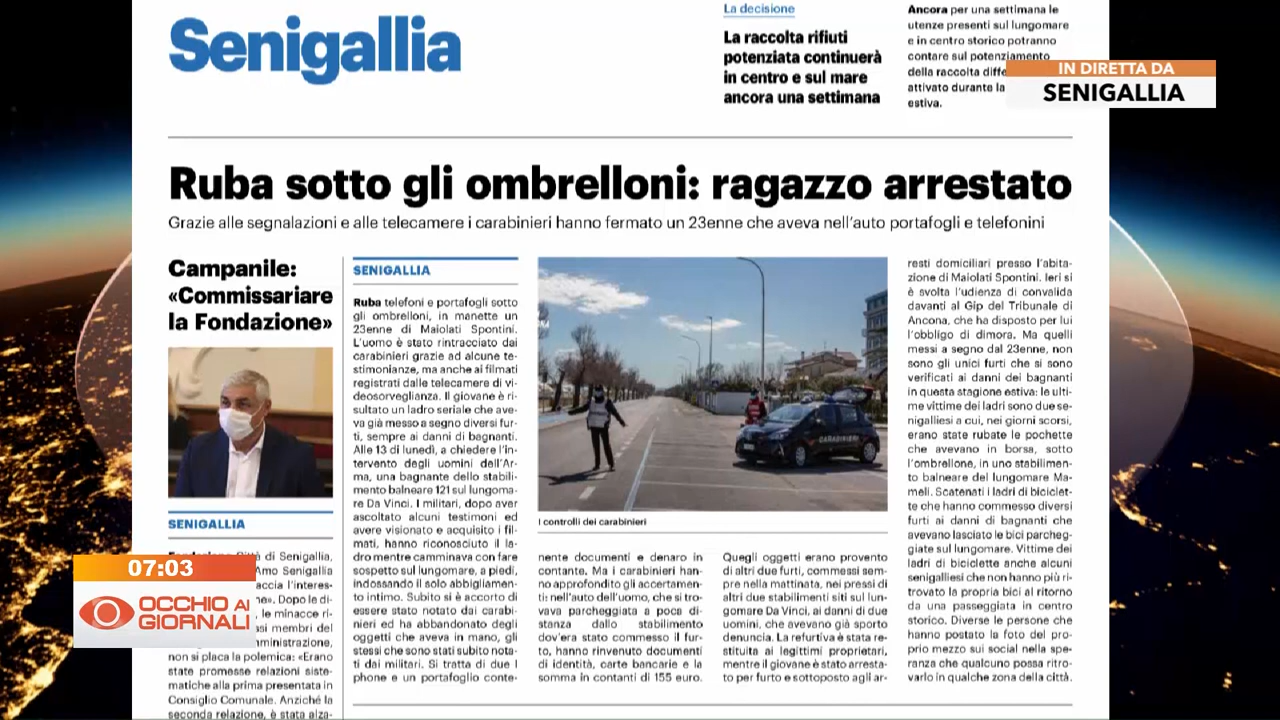 Senigallia
La decisione
La raccolta rifiuti
potenziata continuerà
in centro e sul mare
ancora una settimana
Ancora per una settimana le
utenze presenti sul lungomare
e in centro storico potranno
contare sul potenziamento
della raccolta diffe
attivato durante la
estiva.
IN DIRETTA DA
SENIGALLIA
Ruba sotto gli ombrelloni: ragazzo arrestato
Grazie alle segnalazioni e alle telecamere i carabinieri hanno fermato un 23enne che aveva nell'auto portafogli e telefonini
Campanile:
«Commissariare
la Fondazione»
SENIGALLIA
Città di Senigallia,
Amo Senigallia
accia l'interes-
ne». Dopo le di-
, le minacce ri-
asi membri del
ministrazione,
non si placa la polemica: «Erano
state promesse relazioni siste-
matiche alla prima presentata in
Consiglio Comunale. Anziché la
seconda relazione, è stata alza-
SENIGALLIA
Ruba telefoni e portafogli sotto
gli ombrelloni, in manette un
23enne di Maiolati Spontini.
L'uomo è stato rintracciato dai
carabinieri grazie ad alcune te-
stimonianze, ma anche ai filmati
registrati dalle telecamere di vi-
deosorveglianza. Il giovane è ri-
sultato un ladro seriale che ave-
va già messo a segno diversi fur-
ti, sempre ai danni di bagnanti.
Alle 13 di lunedì, a chiedere l'in-
tervento degli uomini dell'Ar-
ma, una bagnante dello stabili-
mento balneare 121 sul lungoma-
re Da Vinci. I militari, dopo aver
ascoltato alcuni testimoni ed
avere visionato e acquisito i fil-
mati, hanno riconosciuto il la-
dro mentre camminava con fare
sospetto sul lungomare, a piedi,
indossando il solo abbigliamen-
to intimo. Subito si è accorto di
essere stato notato dai carabi-
nieri ed ha abbandonato degli
oggetti che aveva in mano, gli
stessi che sono stati subito nota-
ti dai militari. Si tratta di due I
phone e un portafoglio conte-
CARABINIERI
I controlli dei carabinieri
nente documenti e denaro in
contante. Ma i carabinieri han-
no approfondito gli accertamen-
ti: nell'auto dell'uomo, che si tro-
vava parcheggiata a poca di-
stanza dallo stabilimento
dov'era stato commesso il fur-
to, hanno rinvenuto documenti
di identità, carte bancarie e la
somma in contanti di 155 euro.
Quegli oggetti erano provento
di altri due furti, commessi sem-
pre nella mattinata, nei pressi di
altri due stabilimenti siti sul lun-
gomare Da Vinci, ai danni di due
uomini, che avevano già sporto
denuncia. La refurtiva è stata re-
stituita ai legittimi proprietari,
mentre il giovane è stato arresta-
to per furto e sottoposto agli ar-
resti domiciliari presso l'abita-
zione di Maiolati Spontini. Ieri si
è svolta l'udienza di convalida
davanti al Gip del Tribunale di
Ancona, che ha disposto per lui
l'obbligo di dimora. Ma quelli
messi a segno dal 23enne, non
sono gli unici furti che si sono
verificati ai danni dei bagnanti
in questa stagione estiva: le ulti-
me vittime dei ladri sono due se-
nigalliesi a cui, nei giorni scorsi,
erano state rubate le pochette
che avevano in borsa, sotto
l'ombrellone, in uno stabilimen-
to balneare del lungomare Ma-
meli. Scatenati i ladri di biciclet-
te che hanno commesso diversi
furti ai danni di bagnanti che
avevano lasciato le bici parcheg-
giate sul lungomare. Vittime dei
ladri di biciclette anche alcuni
senigalliesi che non hanno più ri-
trovato la propria bici al ritorno
da una passeggiata in centro
storico. Diverse le persone che
hanno postato la foto del pro-
prio mezzo sui social nella spe-
ranza che qualcuno possa ritro-
varlo in qualche zona della città.
07:03
OCCHIO AI
GIORNALI